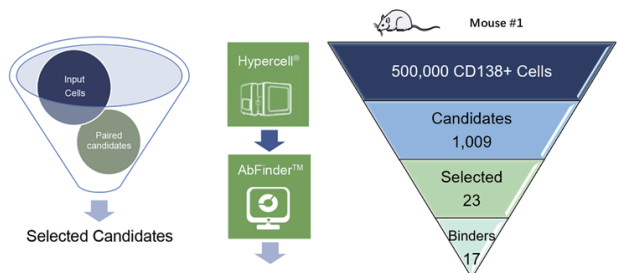 Input
Cells
Paired
candidates
Selected Candidates
Hypercell®
AbFinder™
Mouse #1
500,000 CD138+ Cells
Candidates
1,009
Selected
23
Binders
17